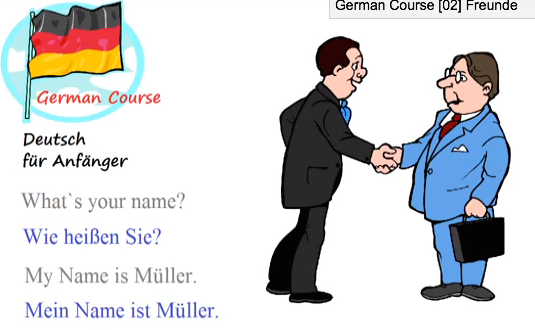 German Course [02] Freunde
German Course
Deutsch
für Anfänger
What`s your name?
Wie heißen Sie?
My Name is Müller.
Mein Name ist Müller.